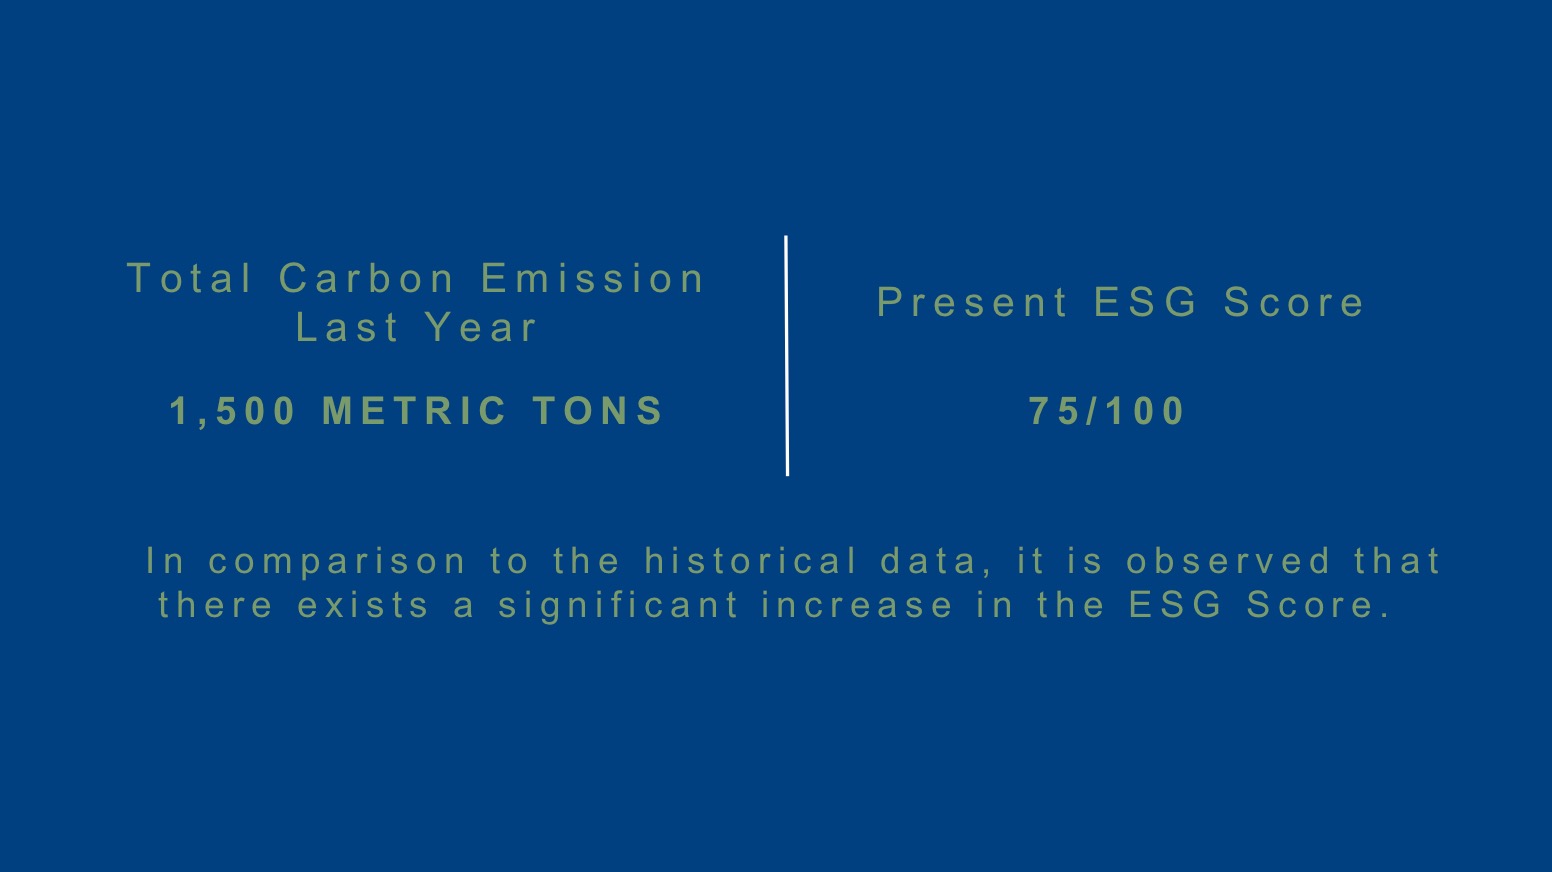 Total Carbon Emission
Last Year
1,500 METRIC TONS
Present ESG Score
75/100
In comparison to the historical data, it is observed that
there exists a significant increase in the ESG Score.